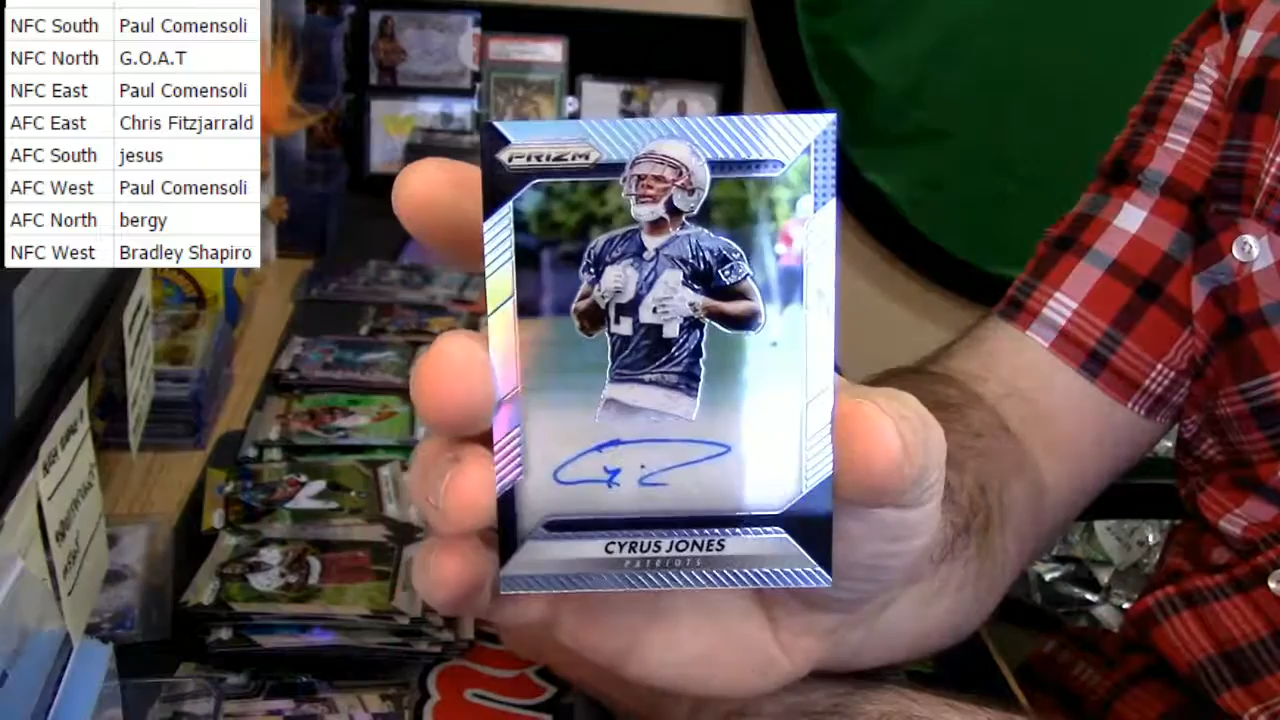 NFC South Paul Comensoli
NFC North G.O.A.T
NFC East Paul Comensoli
AFC East Chris Fitzjarrald
AFC South jesus
AFC West Paul Comensoli
AFC North bergy
NFC West Bradley Shapiro
PRIZM
24
CYRUS JONES
PATRIOTS